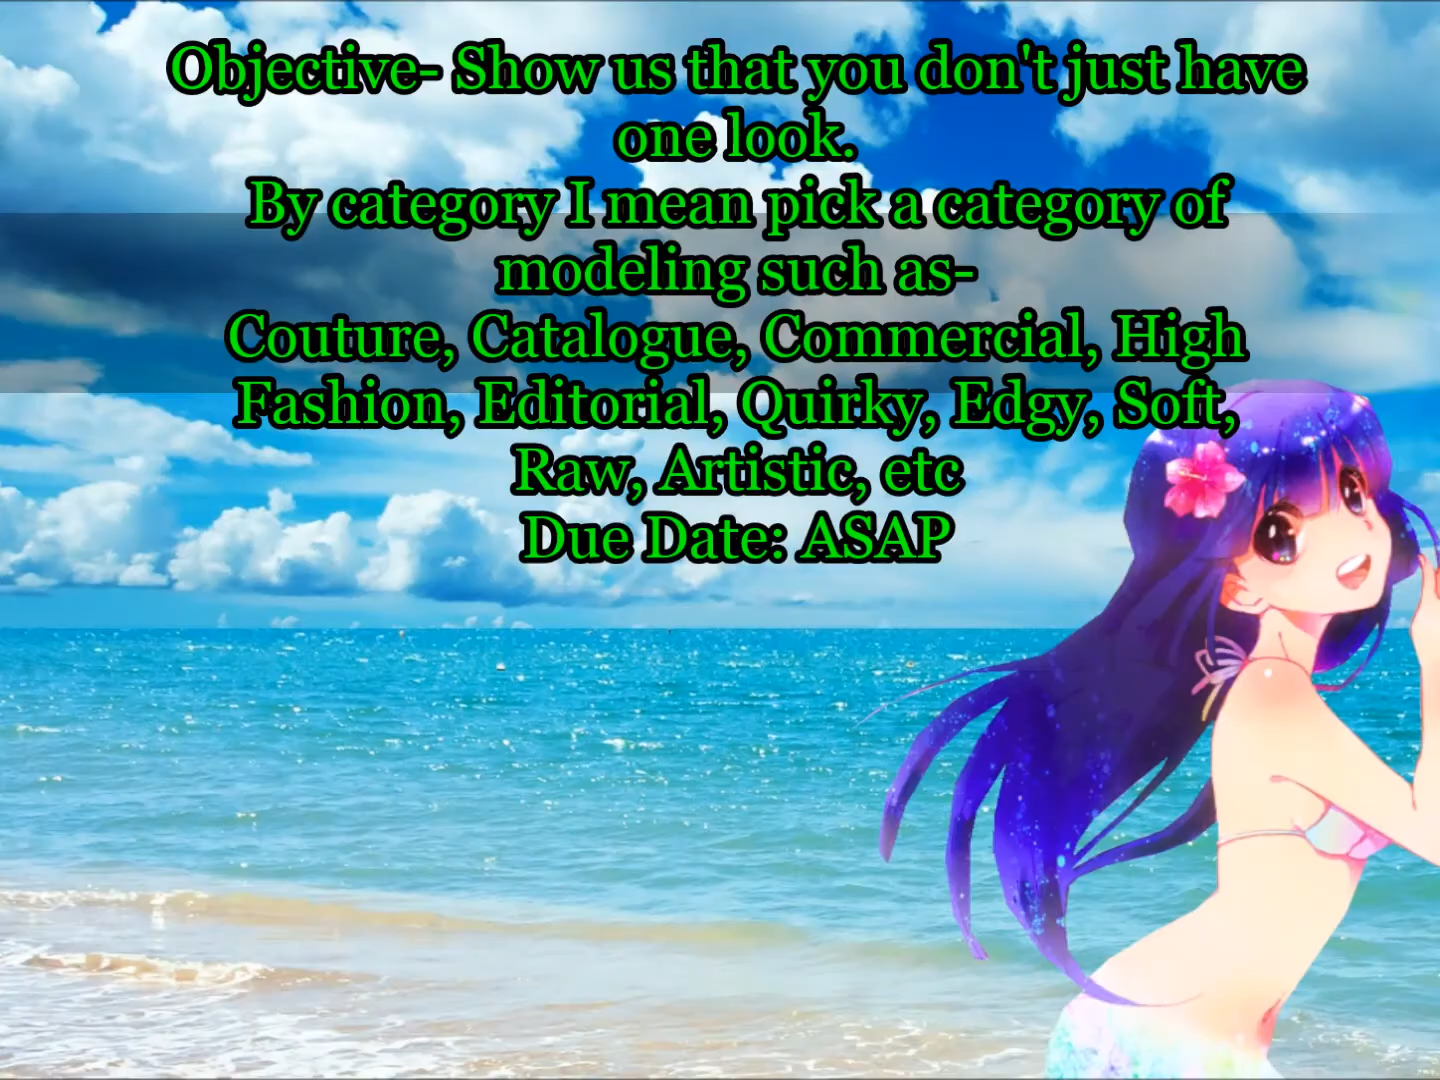 Objective- Show us that you don't just have
one look.
By category I mean pick a category of
modeling such as-
Couture, Catalogue, Commercial, High
Fashion, Editorial, Quirky, Edgy, Soft,
Raw, Artistic, etc
Due Date: ASAP